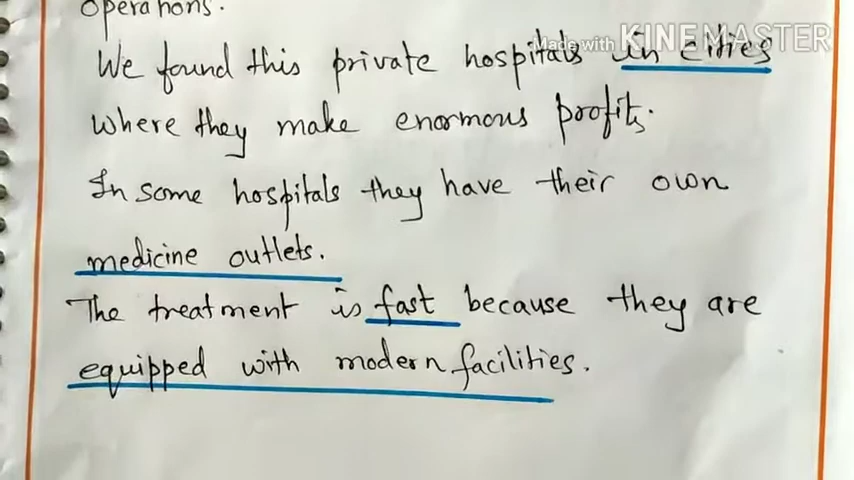 operations.
Made with KINEMASTER
We found this private hospitals in cities
where they make enormous profits.
In some hospitals they have their own
medicine outlets.
The treatment is fast because they are
equipped with modern facilities.